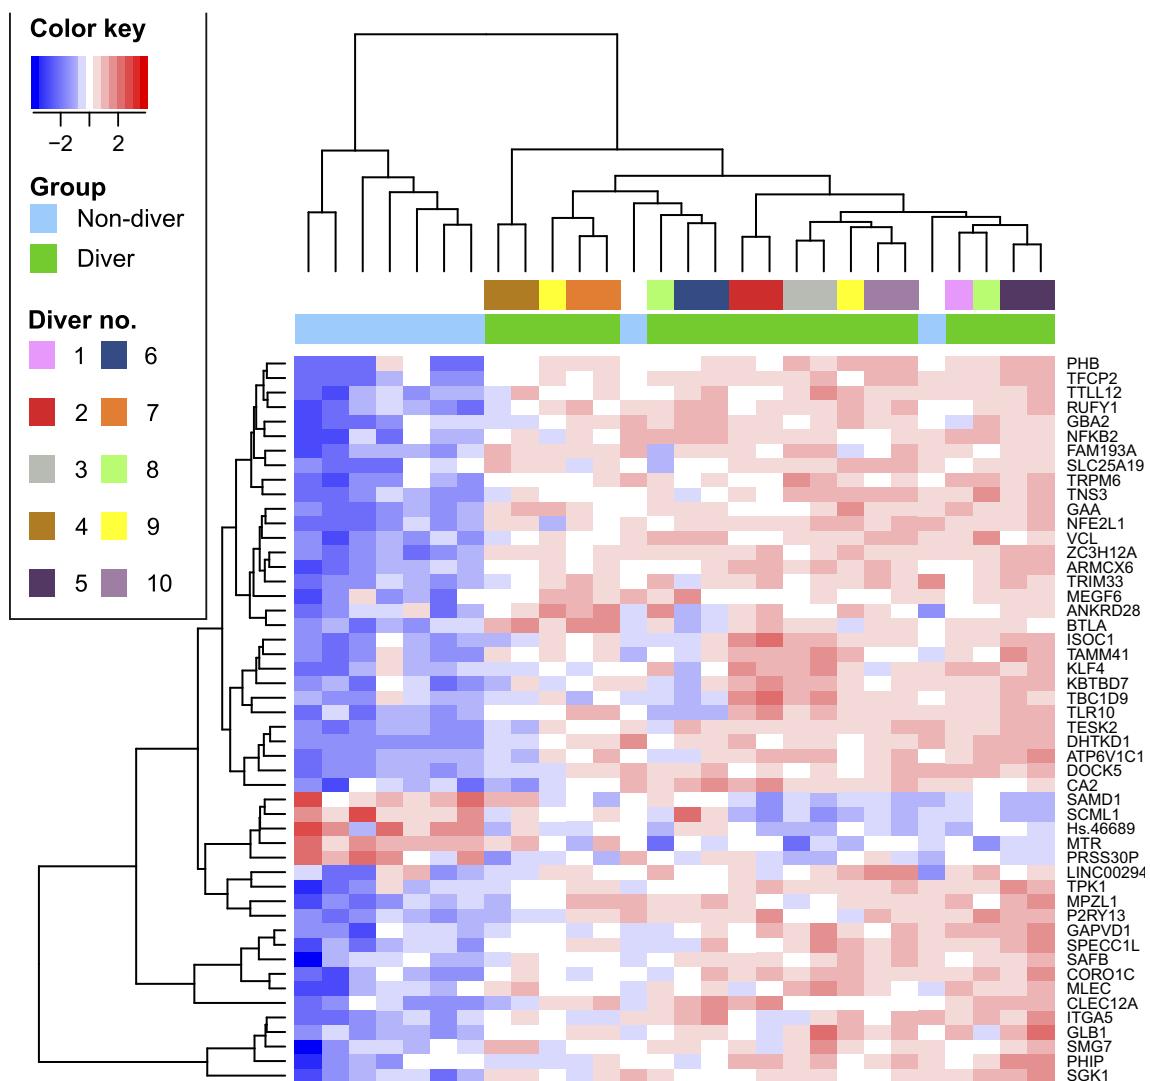 Color key
−2 2
Group
Non-diver
Diver
Diver no.
1 6
2 7
3 8
4 9
5 10
PHB
TFCP2
TTLL12
RUFY1
GBA2
NFKB2
FAM193A
SLC25A19
TRPM6
TNS3
GAA
NFE2L1
VCL
ZC3H12A
ARMCX6
TRIM33
MEGF6
ANKRD28
BTLA
ISOC1
TAMM41
KLF4
KBTBD7
TBC1D9
TLR10
TESK2
DHTKD1
ATP6V1C1
DOCK5
CA2
SAMD1
SCML1
Hs.46689
MTR
PRSS30P
LINC00294
TPK1
MPZL1
P2RY13
GAPVD1
SPECC1L
SAFB
CORO1C
MLEC
CLEC12A
ITGA5
GLB1
SMG7
PHIP
SGK1